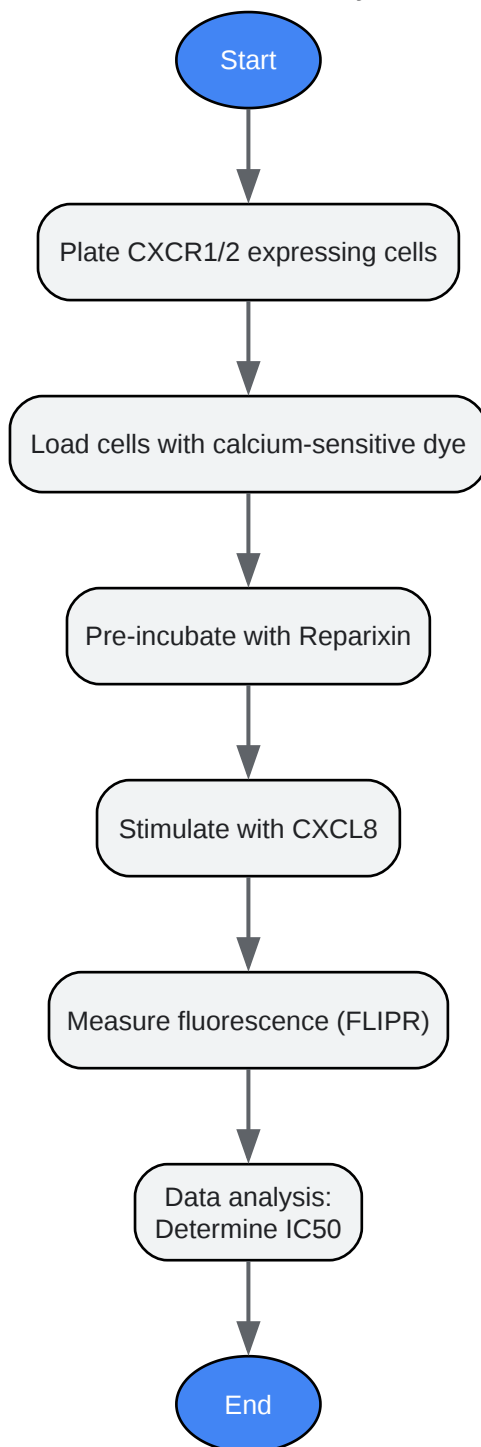 Start
Plate CXCR1/2 expressing cells
Load cells with calcium-sensitive dye
Pre-incubate with Reparixin
Stimulate with CXCL8
Measure fluorescence (FLIPR)
Data analysis:
Determine IC50
End